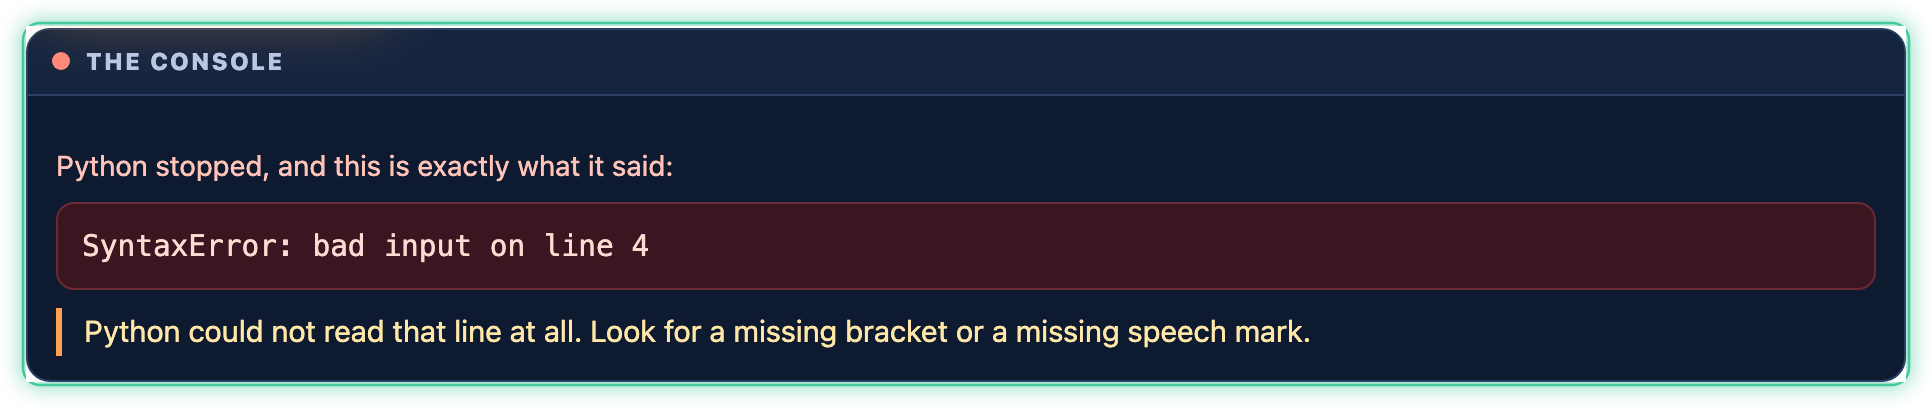 THE CONSOLE
Python stopped, and this is exactly what it said:
SyntaxError: bad input on line 4
Python could not read that line at all. Look for a missing bracket or a missing speech mark.